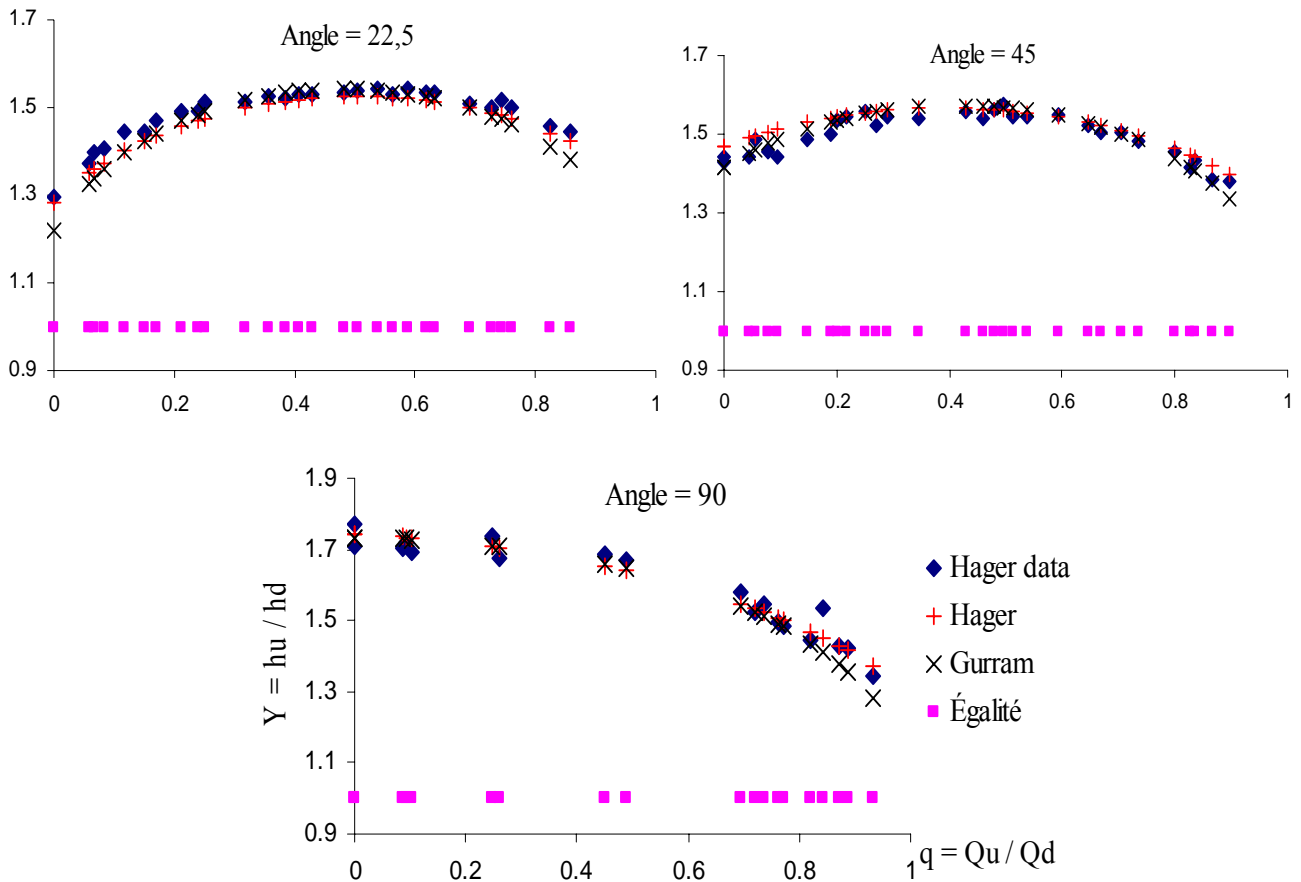 Angle = 22,5
1.7
1.5
1.3
1.1
0.9
0 0.2 0.4 0.6 0.8 1
Angle = 45
1.7
1.5
1.3
1.1
0.9
0 0.2 0.4 0.6 0.8 1
Angle = 90
Y = hu / hd
1.9
1.7
1.5
1.3
1.1
0.9
0 0.2 0.4 0.6 0.8 1
q = Qu / Qd
Hager data
Hager
Gurram
Égalité